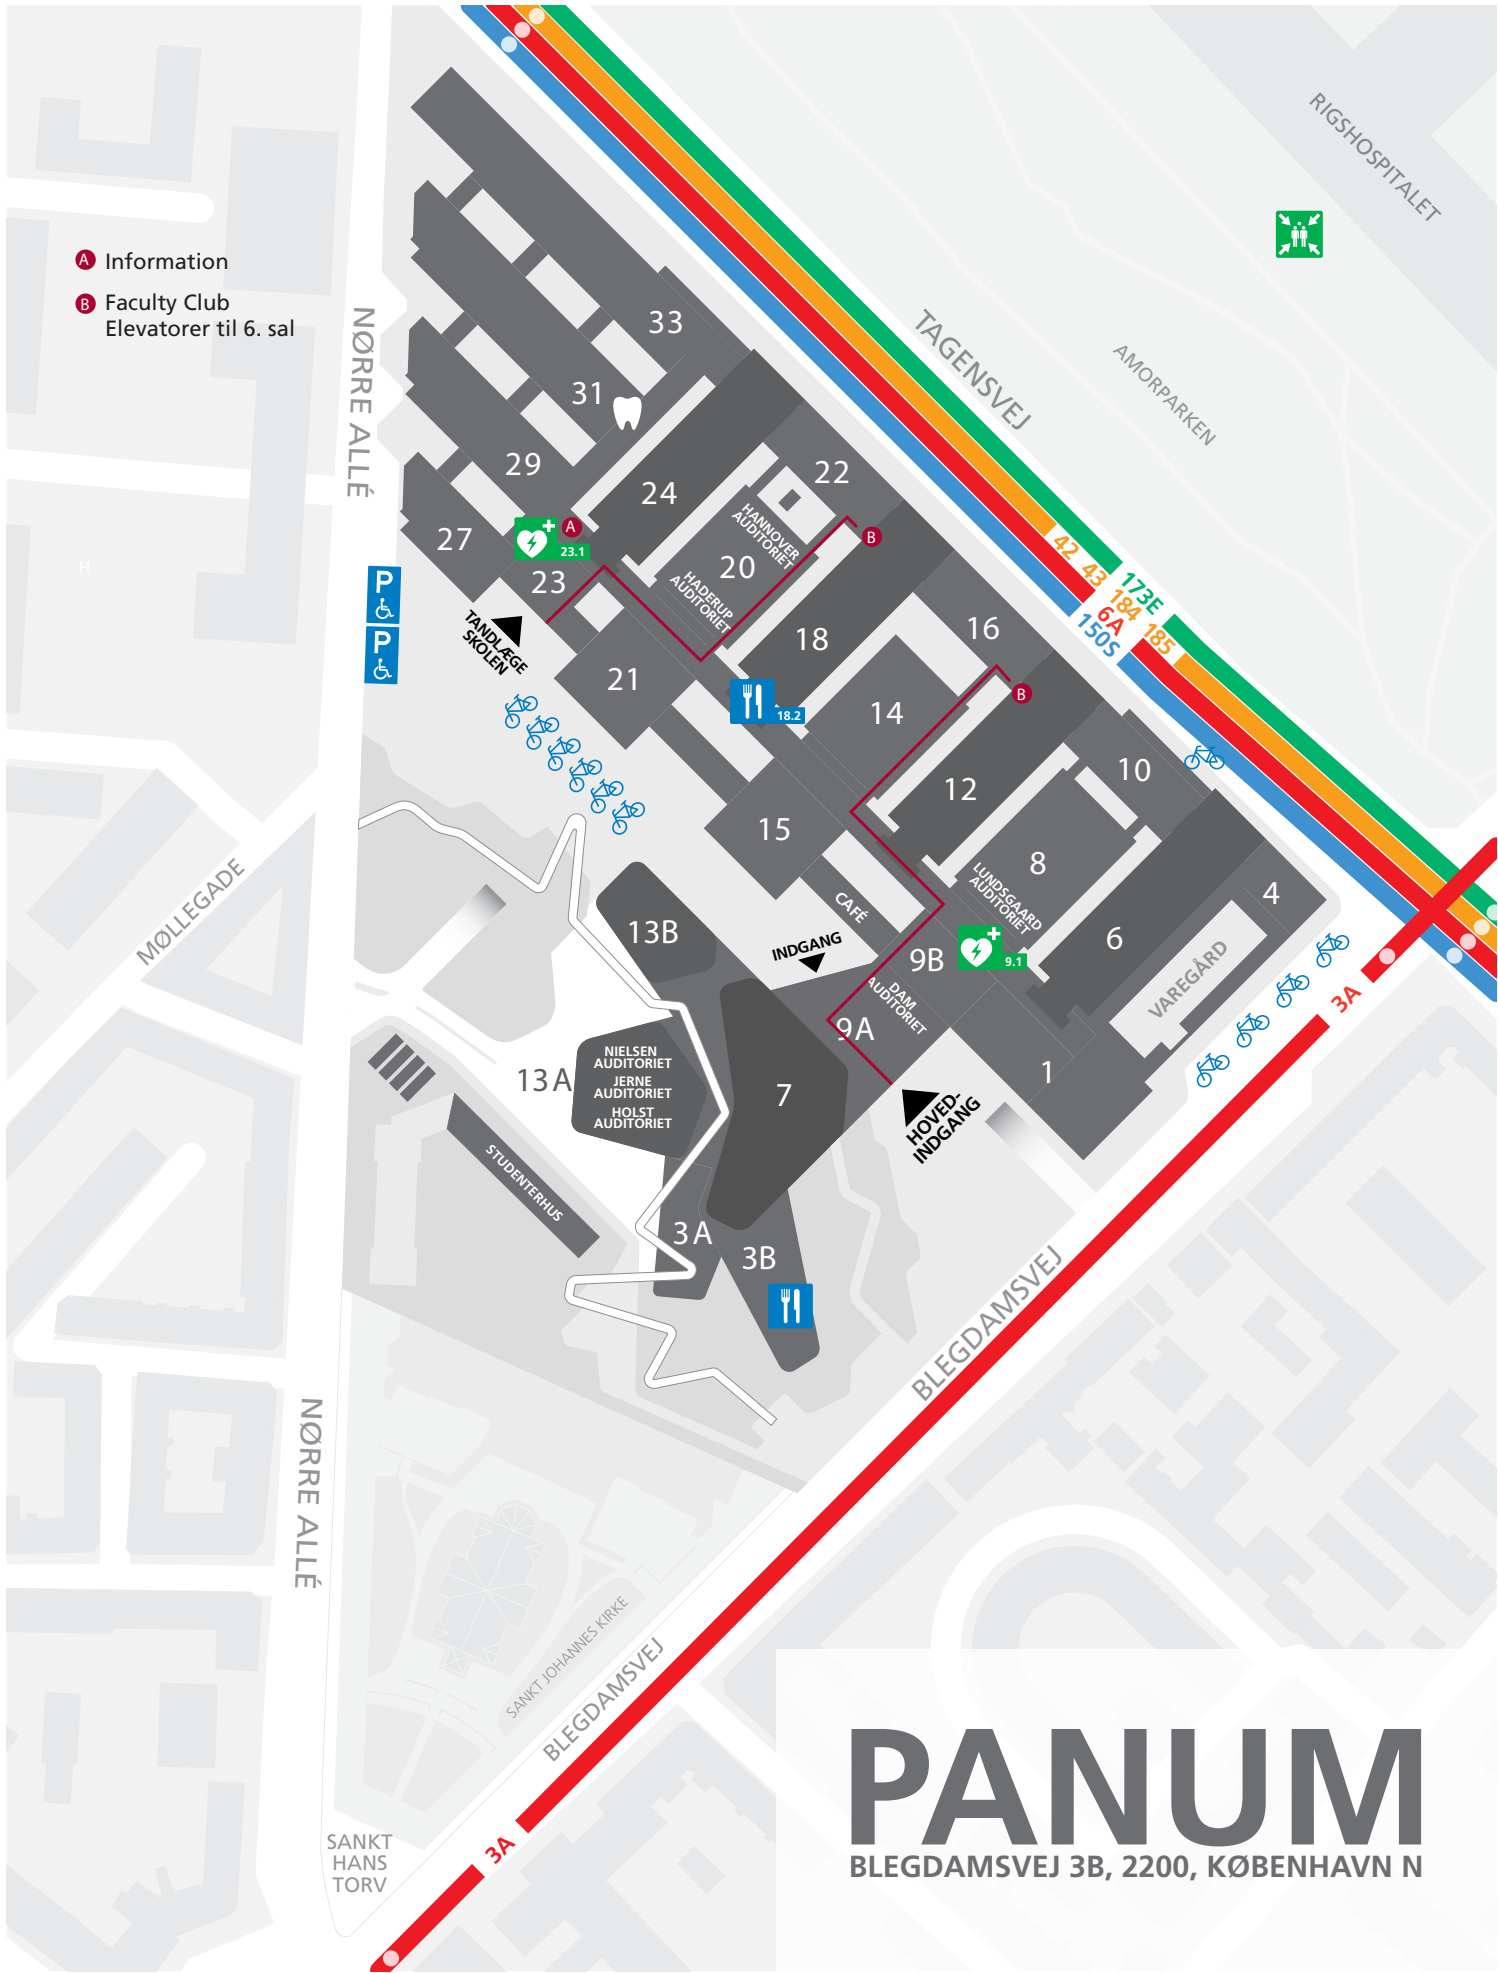 RIGSHOSPITALET
A Information
B Faculty Club
Elevatorer til 6. sal
NØRRE ALLÉ
TAGENSVEJ
AMORPARKEN
33
31
29
27
24
22
HANNOVER
AUDITORIET
20
HADERUP
AUDITORIET
A
23.1
B
23
TANDLÆGE
SKOLEN
P
P
H
42
43
184
185
173E
6A
150S
21
18
16
18.2
14
B
12
10
15
8
LUNDSGAARD
AUDITORIET
CAFÉ
4
6
VAREGÅRD
MØLLEGADE
13B
INDGANG
9B
9.1
DAM
AUDITORIET
9A
3A
NIELSEN
AUDITORIET
JERNE
AUDITORIET
HOLST
AUDITORIET
13A
7
1
HOVED-
INDGANG
STUDENTERHUS
3A
3B
BLEGDAMSVEJ
NØRRE ALLÉ
SANKT JOHANNES KIRKE
BLEGDAMSVEJ
SANKT
HANS
TORV
3A
PANUM
BLEGDAMSVEJ 3B, 2200, KØBENHAVN N